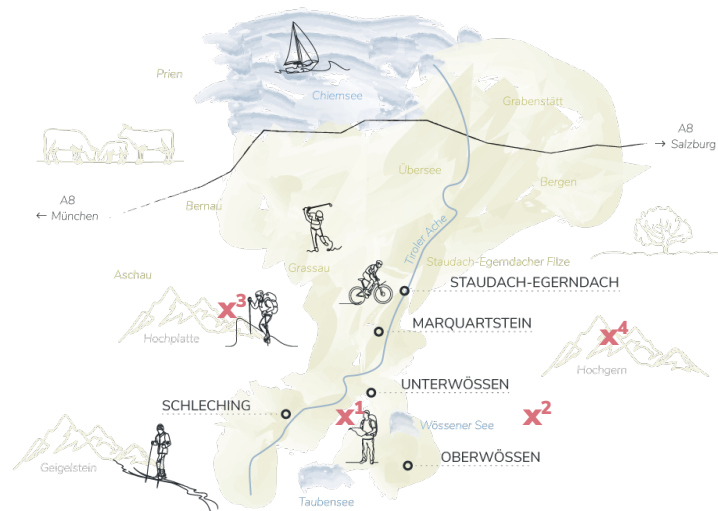 Prien
Chiemsee
Grabenstätt
A8
Salzburg
Übersee
Bergen
A8
München
Bernau
Tiroler Ache
Staudach-Egerndacher Filze
Grassau
Aschau
STAUDACH-EGERNDACH
x3
Hochplatte
MARQUARTSTEIN
x4
Hochgern
UNTERWÖSSEN
SCHLECHING
x1
x2
Wössener See
OBERWÖSSEN
Geigelstein
Taubensee